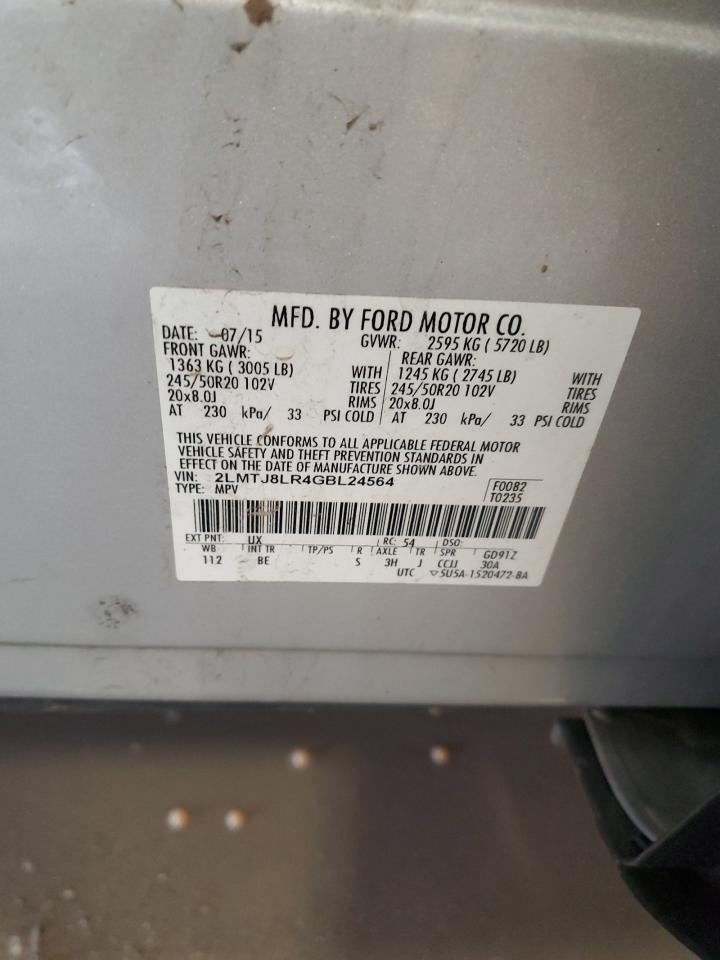 MFD. BY FORD MOTOR CO.
DATE: 07/15 GVWR: 2595 KG ( 5720 LB)
FRONT GAWR: REAR GAWR:
1363 KG ( 3005 LB) WITH 1245 KG ( 2745 LB) WITH
245/50R20 102V TIRES 245/50R20 102V TIRES
20x8.0J RIMS 20x8.0J RIMS
AT 230 kPa/ 33 PSI COLD AT 230 kPa/ 33 PSI COLD
THIS VEHICLE CONFORMS TO ALL APPLICABLE FEDERAL MOTOR
VEHICLE SAFETY AND THEFT PREVENTION STANDARDS IN
EFFECT ON THE DATE OF MANUFACTURE SHOWN ABOVE.
VIN: 2LMTJ8LR4GBL24564 F0082
TYPE: MPV T0235
EXT PNT: UX RC: 54 DSO:
WB INT TR TP/PS R AXLE TR SPR GD91Z
112 BE S 3H J CCJJ 30A
UTC ▽5U5A-1520472-BA